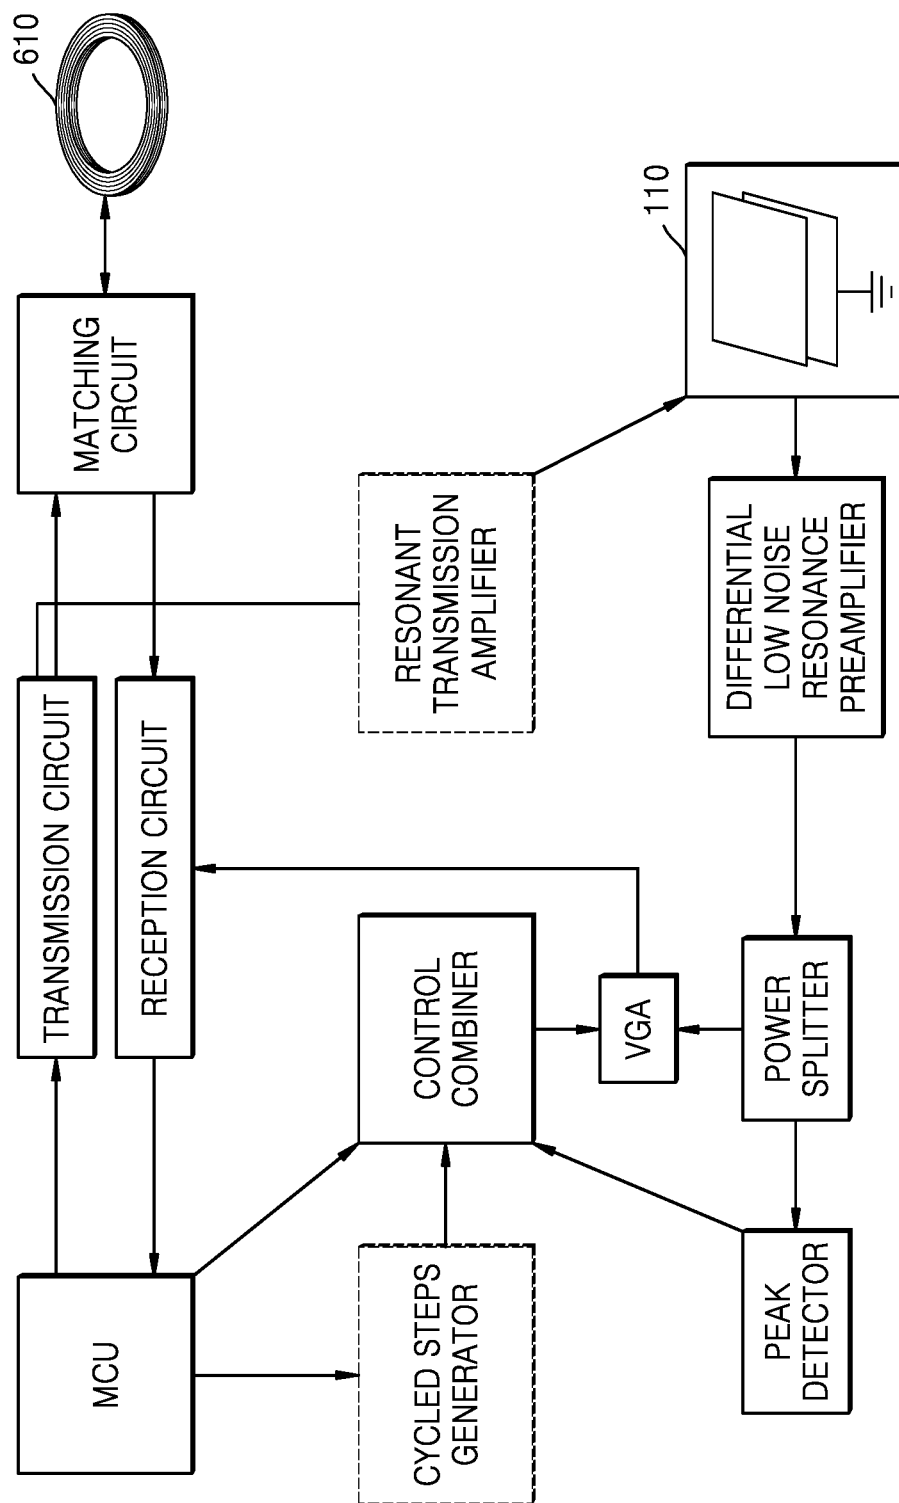 MCU
TRANSMISSION CIRCUIT
RECEPTION CIRCUIT
MATCHING
CIRCUIT
610
CYCLED STEPS
GENERATOR
CONTROL
COMBINER
RESONANT
TRANSMISSION
AMPLIFIER
VGA
110
PEAK
DETECTOR
POWER
SPLITTER
DIFFERENTIAL
LOW NOISE
RESONANCE
PREAMPLIFIER